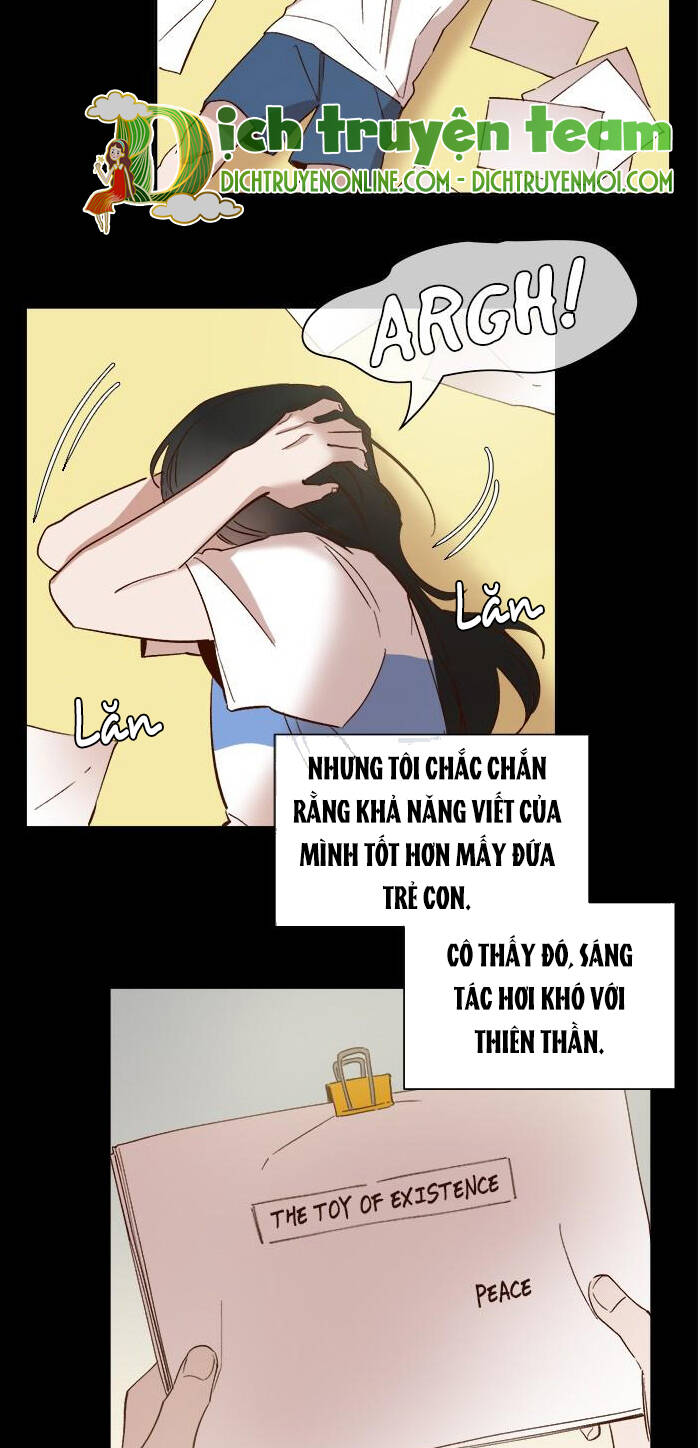 Dịch truyện team
DICHTRUYENONLINE.COM - DICHTRUYENMOI.COM
ARGH!
Lăn
Lăn
NHƯNG TÔI CHẮC CHẮN
RẰNG KHẢ NĂNG VIẾT CỦA
MÌNH TỐT HƠN MẤY ĐỨA
TRẺ CON.
CÔ THẤY ĐÓ, SÁNG
TÁC HƠI KHÓ VỚI
THIÊN THẦN.
THE TOY OF EXISTENCE
PEACE